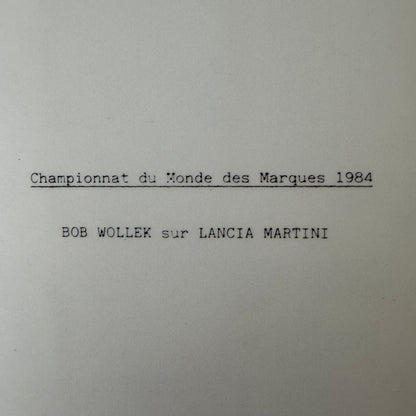 Championnat du Monde des Marques 1984
BOB WOLLEK sur LANCIA MARTINI